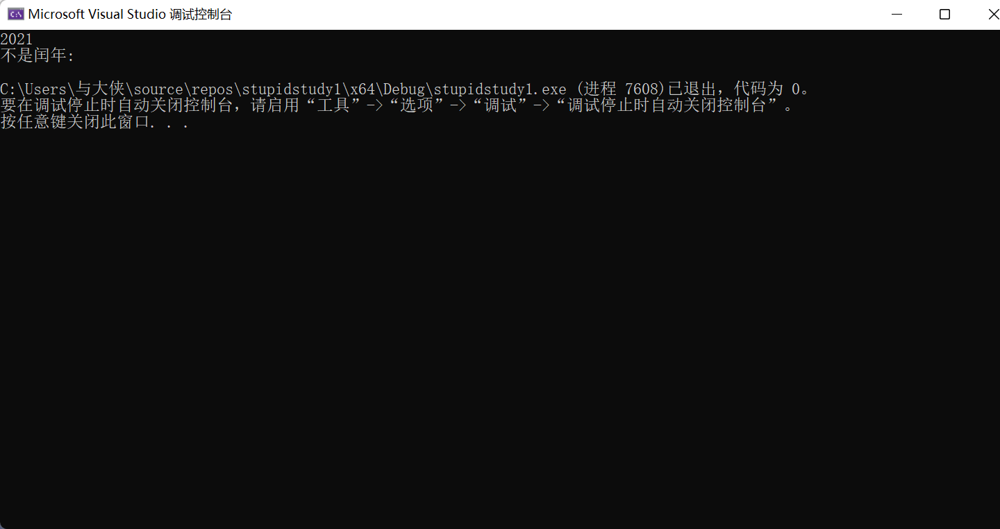 Microsoft Visual Studio 调试控制台
2021
不是闰年:
C:\Users\与大侠\source\repos\stupidstudy1\x64\Debug\stupidstudy1.exe (进程 7608)已退出，代码为 0。
要在调试停止时自动关闭控制台，请启用“工具”->“选项”->“调试”->“调试停止时自动关闭控制台”。
按任意键关闭此窗口. . .